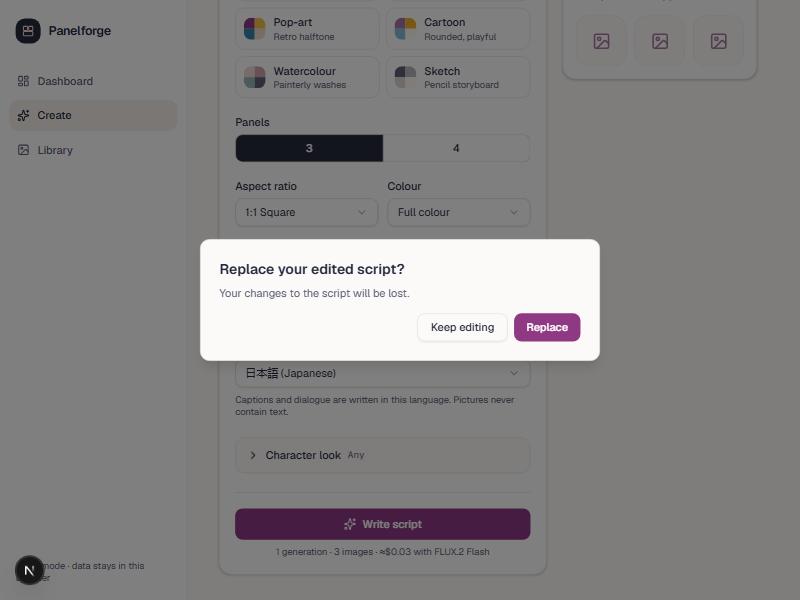 Panelforge
Dashboard
Create
Library
Pop-art
Retro halftone
Cartoon
Rounded, playful
Watercolour
Painterly washes
Sketch
Pencil storyboard
Panels
3
4
Aspect ratio
Colour
1:1 Square
Full colour
Replace your edited script?
Your changes to the script will be lost.
Keep editing
Replace
日本語 (Japanese)
Captions and dialogue are written in this language. Pictures never
contain text.
Character look Any
Write script
1 generation · 3 images · ≈$0.03 with FLUX.2 Flash
mode · data stays in this
N